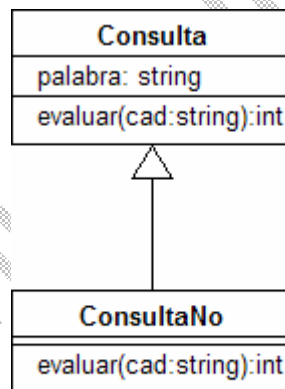 Consulta
palabra: string
evaluar(cad:string):int
ConsultaNo
evaluar(cad:string):int